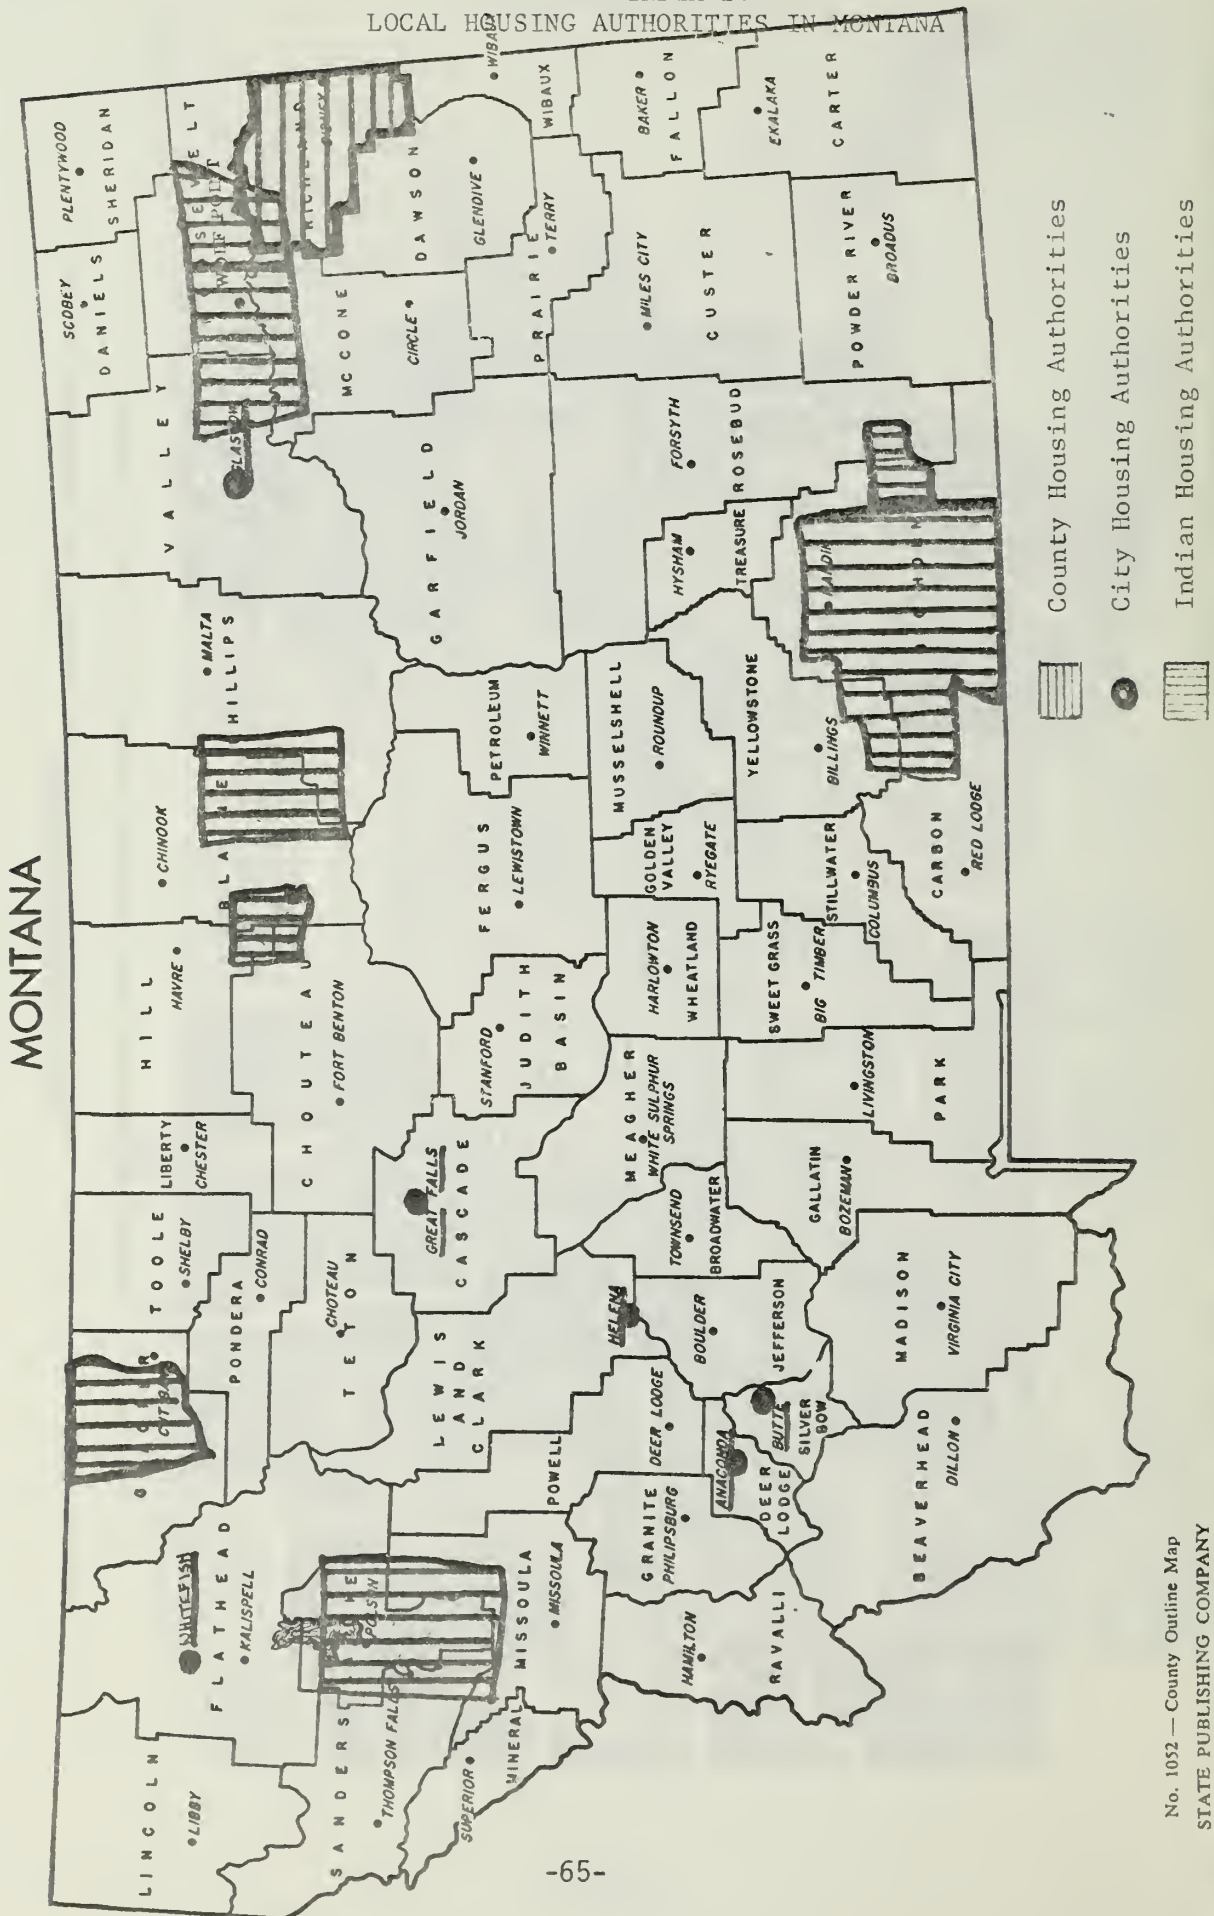 LOCAL HOUSING AUTHORITIES IN MONTANA
MONTANA
LINCOLN
LIBBY
FLATHEAD
WHITEFISH
KALISPELL
SANDERS
THOMPSON FALLS
POLSON
MINERAL
SUPERIOR
MISSOULA
MISSOULA
RAVALLI
HAMILTON
GRANITE
PHILIPSBURG
POWELL
DEER LODGE
DEER
LODGE
ANACONDA
SILVER
BOW
BUTTE
BEAVERHEAD
DILLON
MADISON
VIRGINIA CITY
JEFFERSON
BOULDER
LEWIS
AND
CLARK
HELENA
CUT BANK
TOOLE
SHELBY
PONDERA
CONRAD
TETON
CHOTEAU
LIBERTY
CHESTER
CASCADE
GREAT FALLS
BROADWATER
TOWNSEND
GALLATIN
BOZEMAN
MEAGHER
WHITE SULPHUR
SPRINGS
PARK
LIVINGSTON
HILL
HAVRE
CHOUTEAU
FORT BENTON
JUDITH
BASIN
STANFORD
WHEATLAND
HARLOWTON
SWEET GRASS
BIG TIMBER
STILLWATER
COLUMBUS
CHINOOK
FERGUS
LEWISTOWN
GOLDEN
VALLEY
RYEGATE
CARBON
RED LODGE
PETROLEUM
WINNETT
MUSSELSHELL
ROUNDUP
YELLOWSTONE
BILLINGS
PHILLIPS
MALTA
VALLEY
GLASGOW
GARFIELD
JORDAN
TREASURE
HYSHAM
ROSEBUD
FORSYTH
DANIELS
SCOBEY
SHERIDAN
PLENTYWOOD
WOLF POINT
RICHLAND
SIDNEY
MCCONE
CIRCLE
DAWSON
GLENDIVE
PRAIRIE
TERRY
WIBAUX
WIBAUX
FALLON
BAKER
CUSTER
MILES CITY
POWDER RIVER
BROADUS
CARTER
EKALAKA
County Housing Authorities
City Housing Authorities
Indian Housing Authorities
No. 1052 — County Outline Map
STATE PUBLISHING COMPANY
-65-